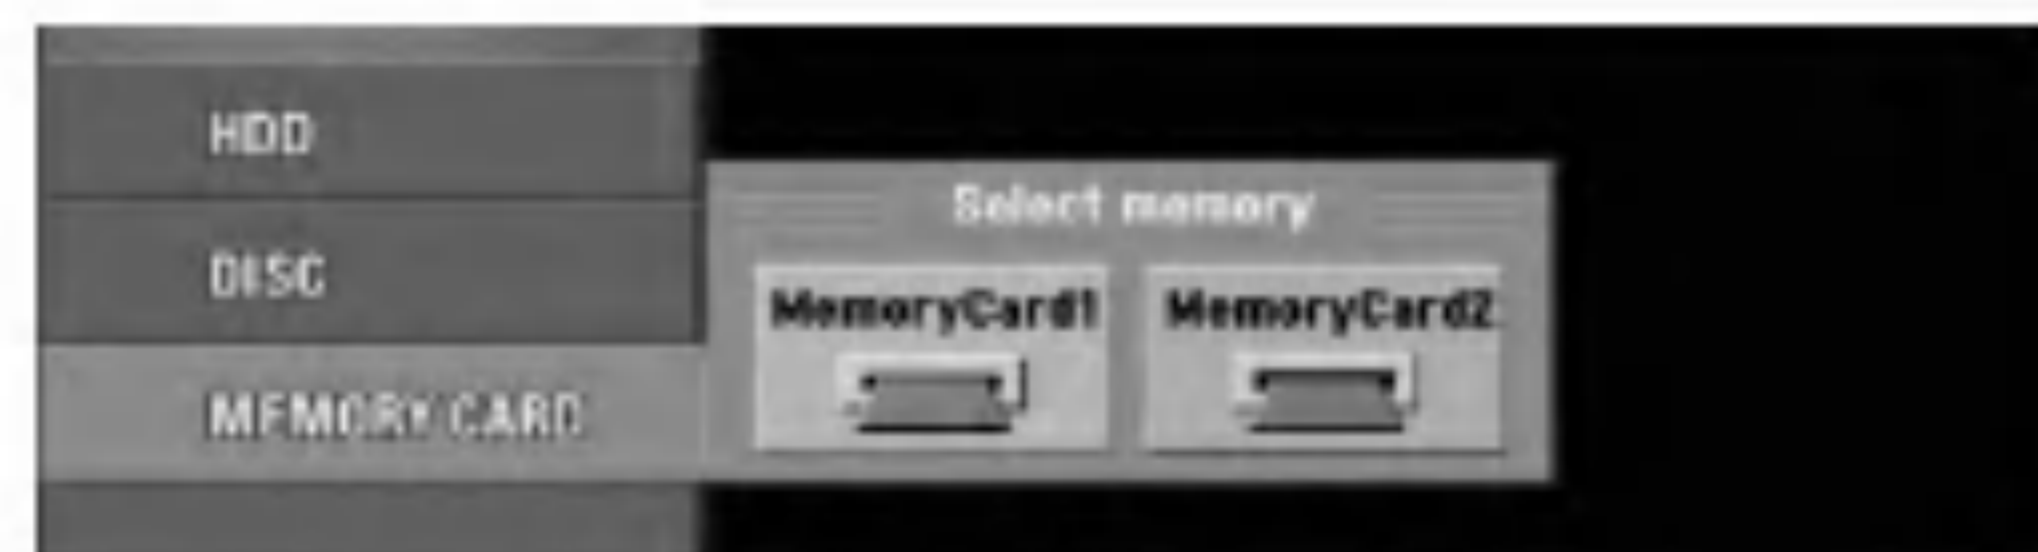 HDD
DISC
MEMORY CARD
Select memory
MemoryCard1 MemoryCard2